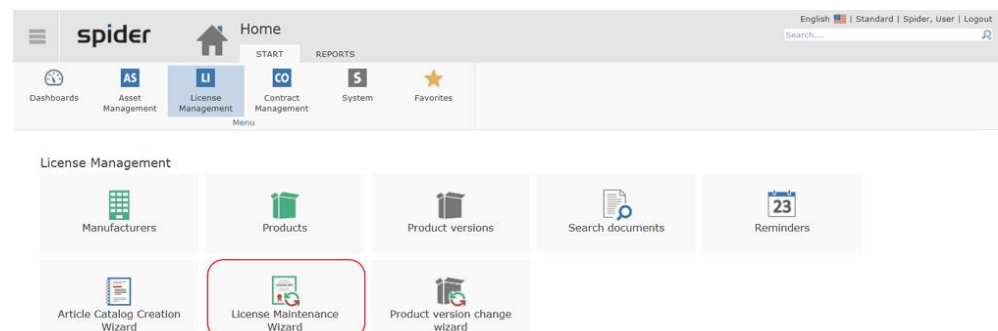 English | Standard | Spider, User | Logout
spider
Home
Search...
START REPORTS
AS LI CO S
Dashboards Asset Management License Management Contract Management System Favorites
Menu
License Management
23
Manufacturers Products Product versions Search documents Reminders
Article Catalog Creation Wizard License Maintenance Wizard Product version change wizard